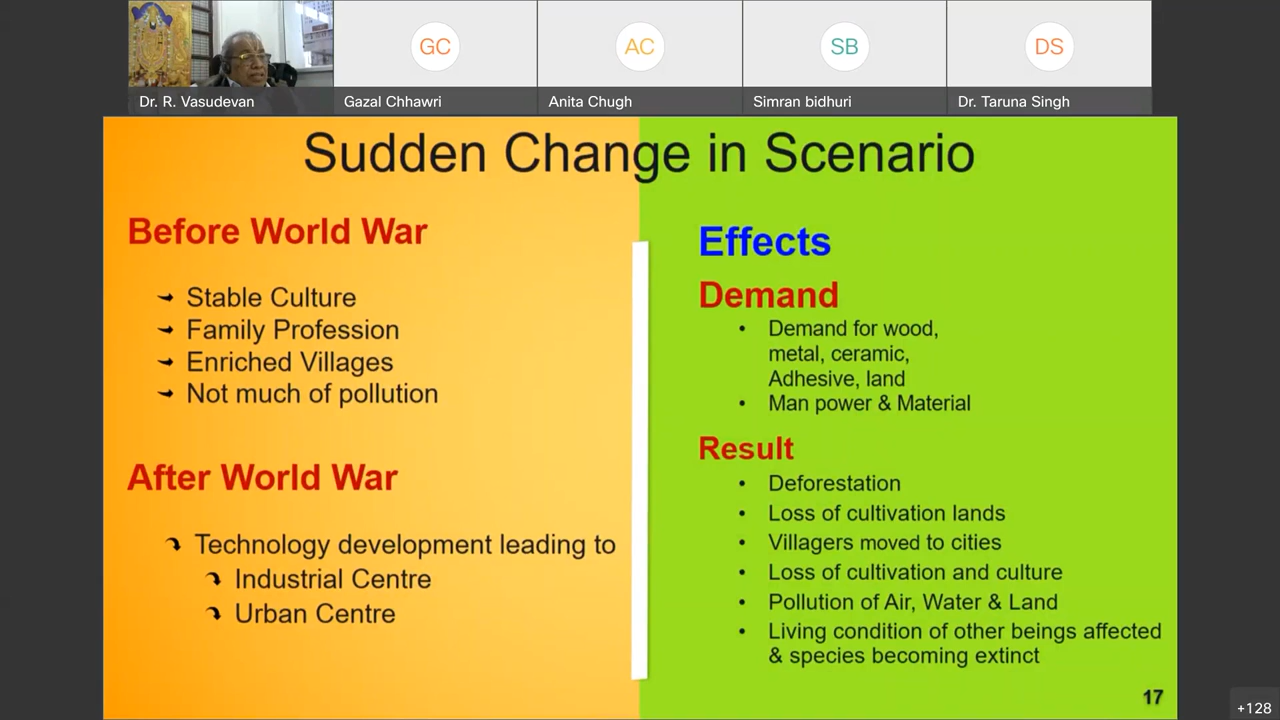 GC
AC
SB
DS
Dr. R. Vasudevan
Gazal Chhawri
Anita Chugh
Simran bidhuri
Dr. Taruna Singh
Sudden Change in Scenario
Before World War
Stable Culture
Family Profession
Enriched Villages
Not much of pollution
After World War
Technology development leading to
Industrial Centre
Urban Centre
Effects
Demand
• Demand for wood,
metal, ceramic,
Adhesive, land
• Man power & Material
Result
• Deforestation
• Loss of cultivation lands
• Villagers moved to cities
• Loss of cultivation and culture
• Pollution of Air, Water & Land
• Living condition of other beings affected
& species becoming extinct
17
+128